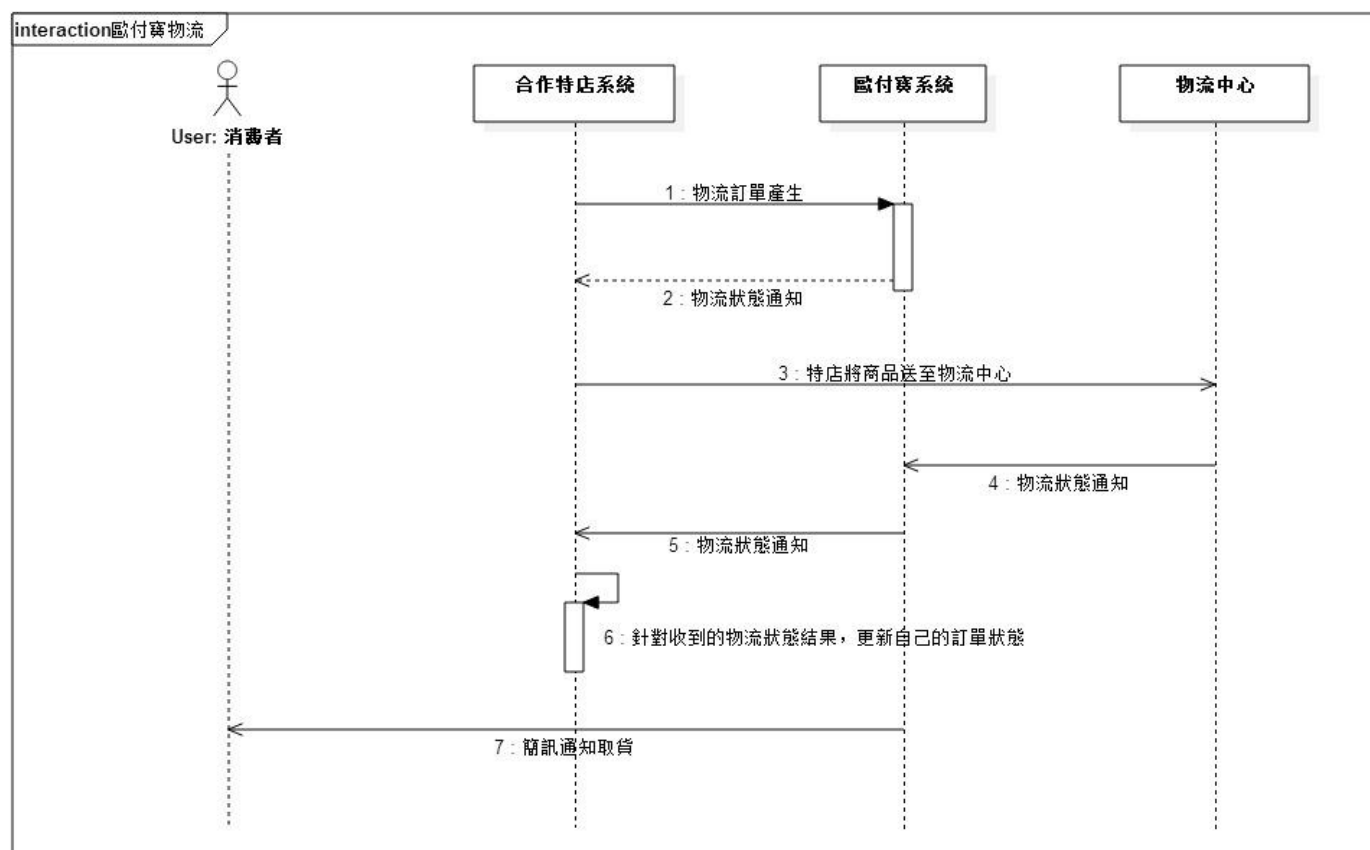 interaction歐付寶物流
合作特店系統
歐付寶系統
物流中心
User: 消費者
1 : 物流訂單產生
2 : 物流狀態通知
3 : 特店將商品送至物流中心
4 : 物流狀態通知
5 : 物流狀態通知
6 : 針對收到的物流狀態結果，更新自己的訂單狀態
7 : 簡訊通知取貨